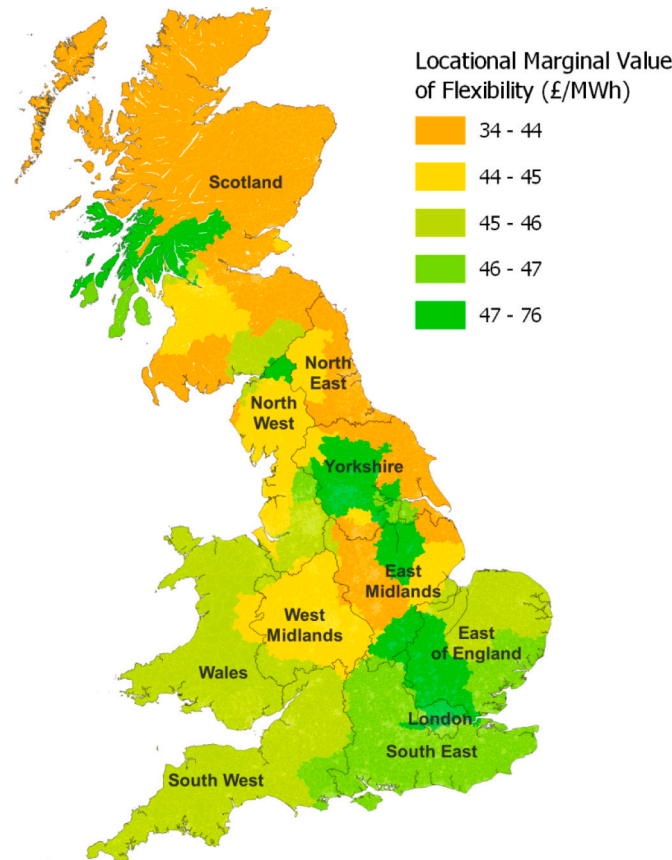 Locational Marginal Value
of Flexibility (£/MWh)
34 - 44
44 - 45
45 - 46
46 - 47
47 - 76
Scotland
North
East
North
West
Yorkshire
East
Midlands
West
Midlands
East
of England
Wales
London
South East
South West